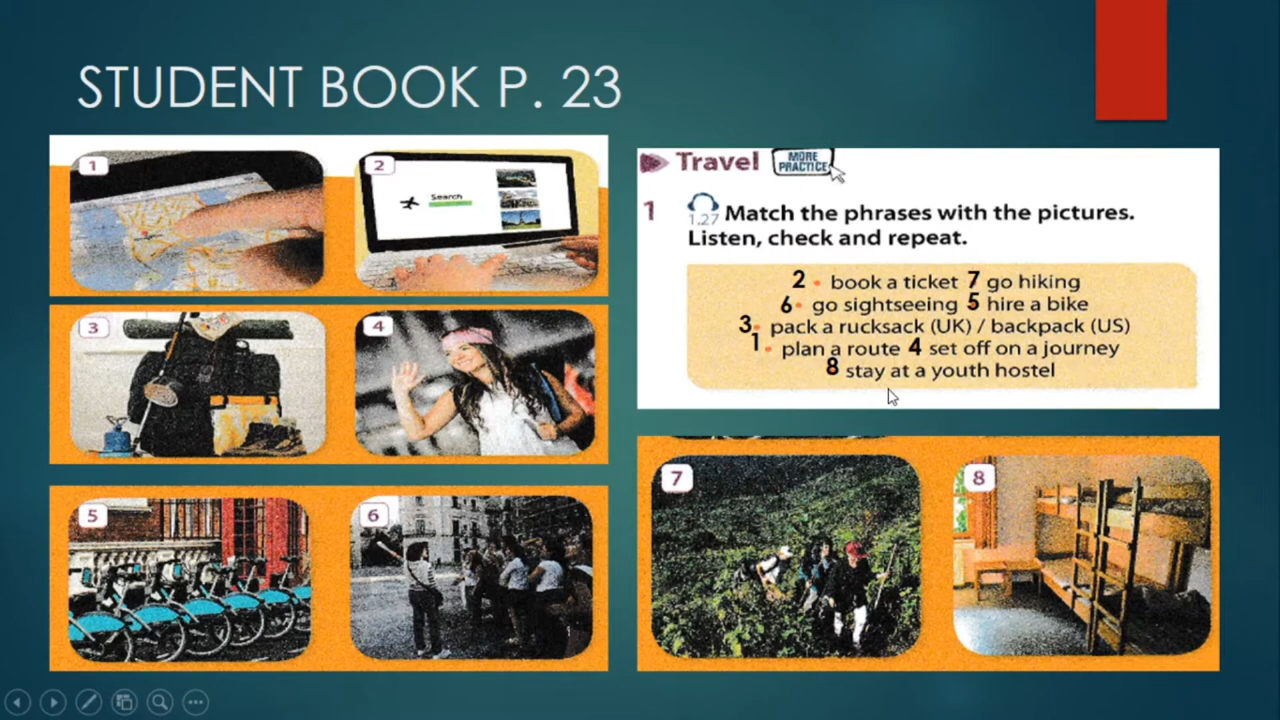 STUDENT BOOK P. 23
1
2
Search
3
4
5
6
Travel MORE PRACTICE
1 1.27 Match the phrases with the pictures.
Listen, check and repeat.
2 • book a ticket 7 go hiking
6 • go sightseeing 5 hire a bike
3 • pack a rucksack (UK) / backpack (US)
1 • plan a route 4 set off on a journey
8 stay at a youth hostel
7
8